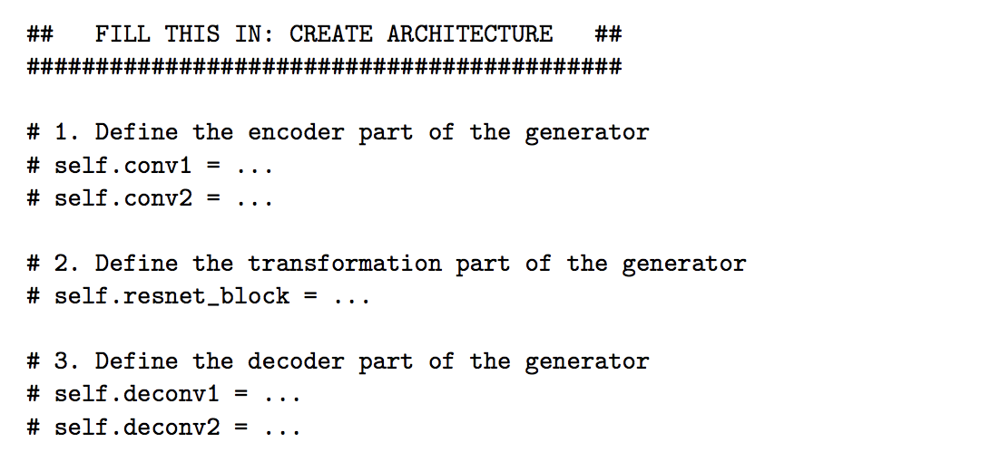 ##   FILL THIS IN: CREATE ARCHITECTURE   ##
###########################################
# 1. Define the encoder part of the generator
# self.conv1 = ...
# self.conv2 = ...
# 2. Define the transformation part of the generator
# self.resnet_block = ...
# 3. Define the decoder part of the generator
# self.deconv1 = ...
# self.deconv2 = ...